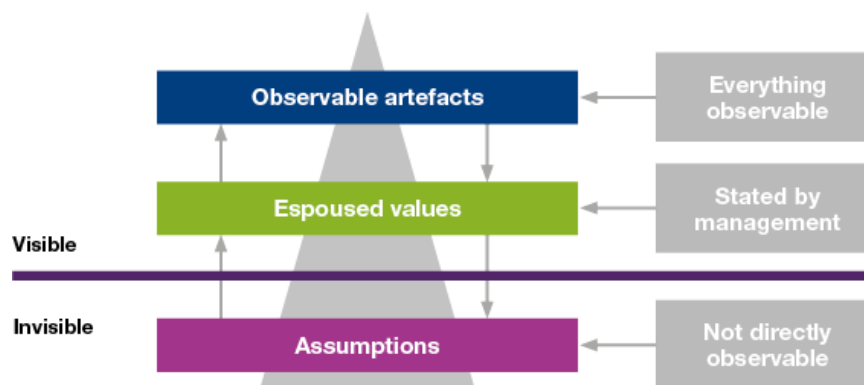 Observable artefacts
Everything
observable
Espoused values
Stated by
management
Visible
Invisible
Assumptions
Not directly
observable